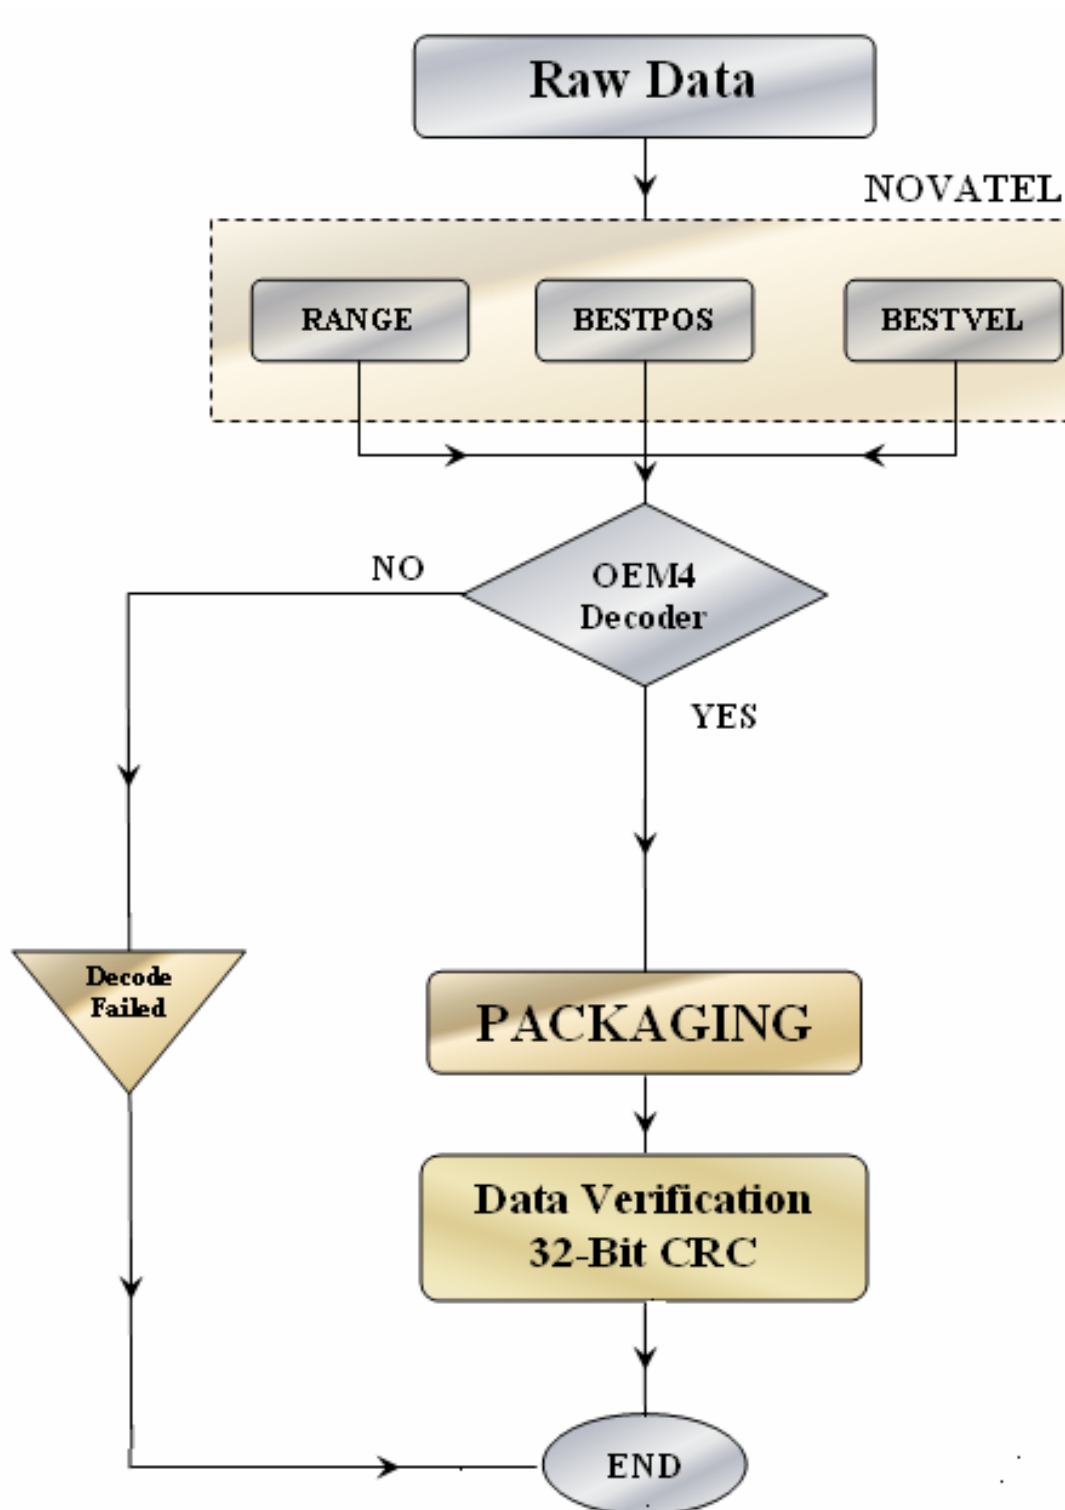 Raw Data
NOVATEL
RANGE
BESTPOS
BESTVEL
NO
OEM4
Decoder
YES
Decode
Failed
PACKAGING
Data Verification
32-Bit CRC
END